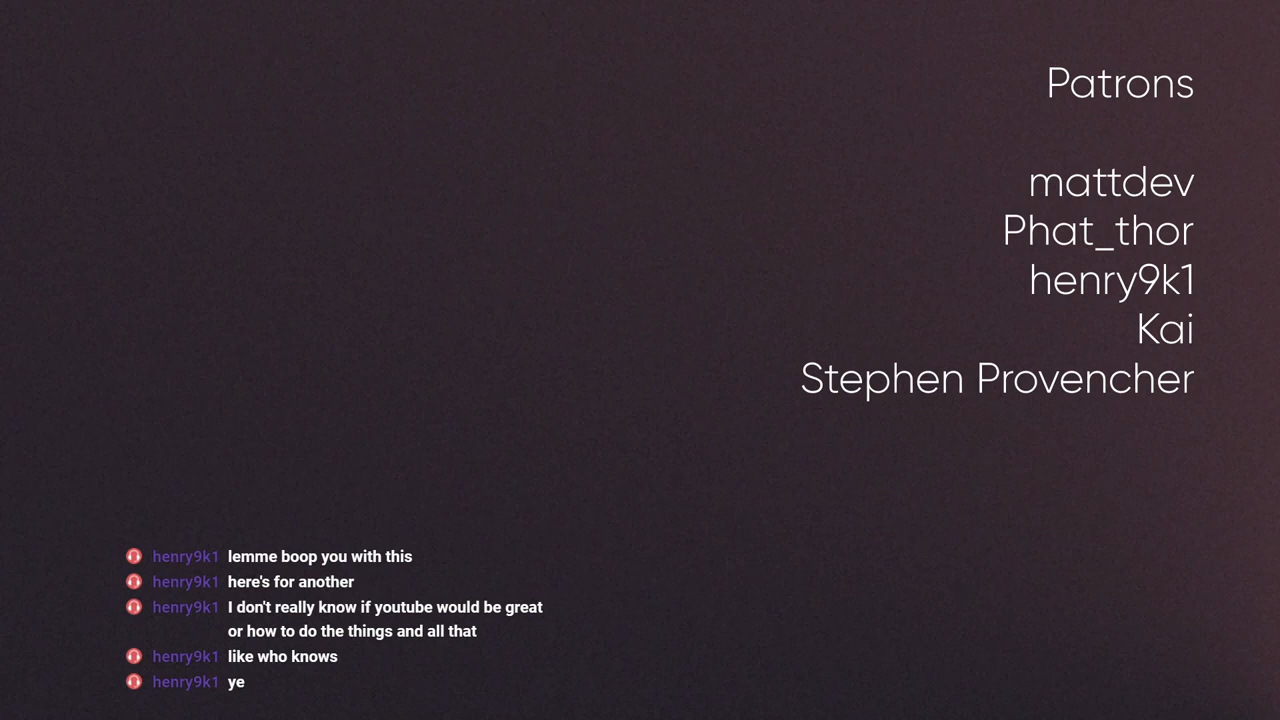 Patrons
mattdev
Phat_thor
henry9k1
Kai
Stephen Provencher
henry9k1 lemme boop you with this
henry9k1 here's for another
henry9k1 I don't really know if youtube would be great
or how to do the things and all that
henry9k1 like who knows
henry9k1 ye